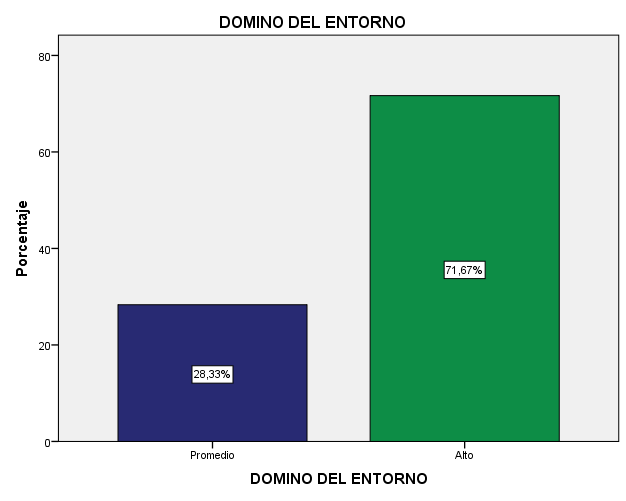 DOMINO DEL ENTORNO
Porcentaje
80
60
40
20
0
28,33%
71,67%
Promedio
Alto
DOMINO DEL ENTORNO